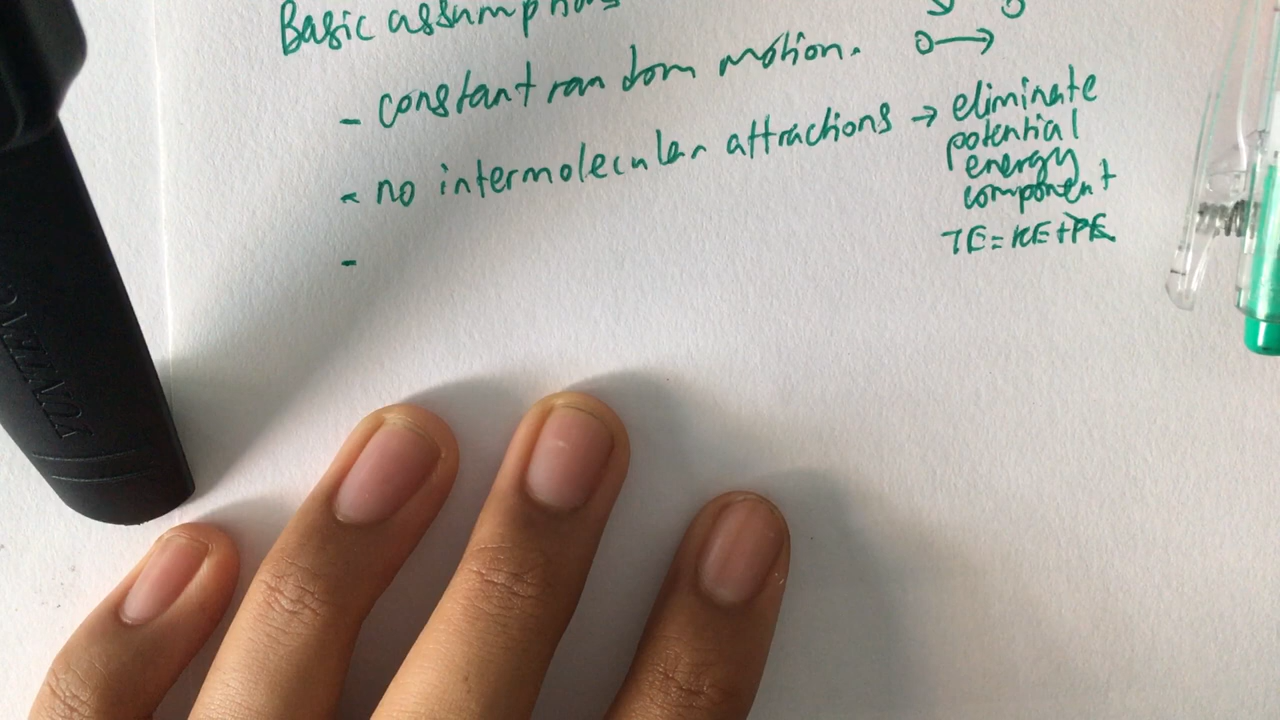 Basic assumptions
- constant random motion.
- no intermolecular attractions → eliminate
potential
energy
component
TE=KE+PE
-